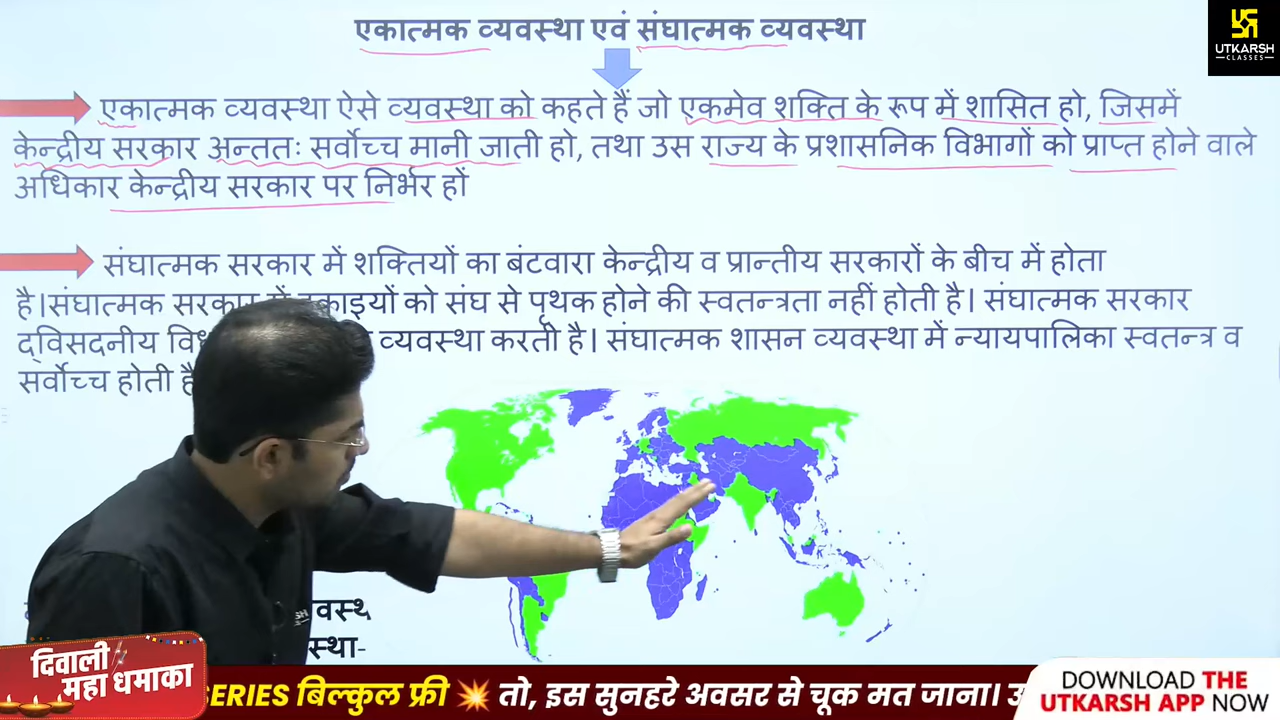 एकात्मक व्यवस्था एवं संघात्मक व्यवस्था
UTKARSH
CLASSES
एकात्मक व्यवस्था ऐसे व्यवस्था को कहते हैं जो एकमेव शक्ति के रूप में शासित हो, जिसमें
केन्द्रीय सरकार अन्ततः सर्वोच्च मानी जाती हो, तथा उस राज्य के प्रशासनिक विभागों को प्राप्त होने वाले
अधिकार केन्द्रीय सरकार पर निर्भर हों
संघात्मक सरकार में शक्तियों का बंटवारा केन्द्रीय व प्रान्तीय सरकारों के बीच में होता
है।संघात्मक सरकार में इकाइयों को संघ से पृथक होने की स्वतन्त्रता नहीं होती है। संघात्मक सरकार
द्विसदनीय व्यवस्था करती है। संघात्मक शासन व्यवस्था में न्यायपालिका स्वतन्त्र व
सर्वोच्च होती है
दिवाली
महा धमाका
SERIES बिल्कुल फ्री 💥 तो, इस सुनहरे अवसर से चूक मत जाना।
DOWNLOAD THE
UTKARSH APP NOW